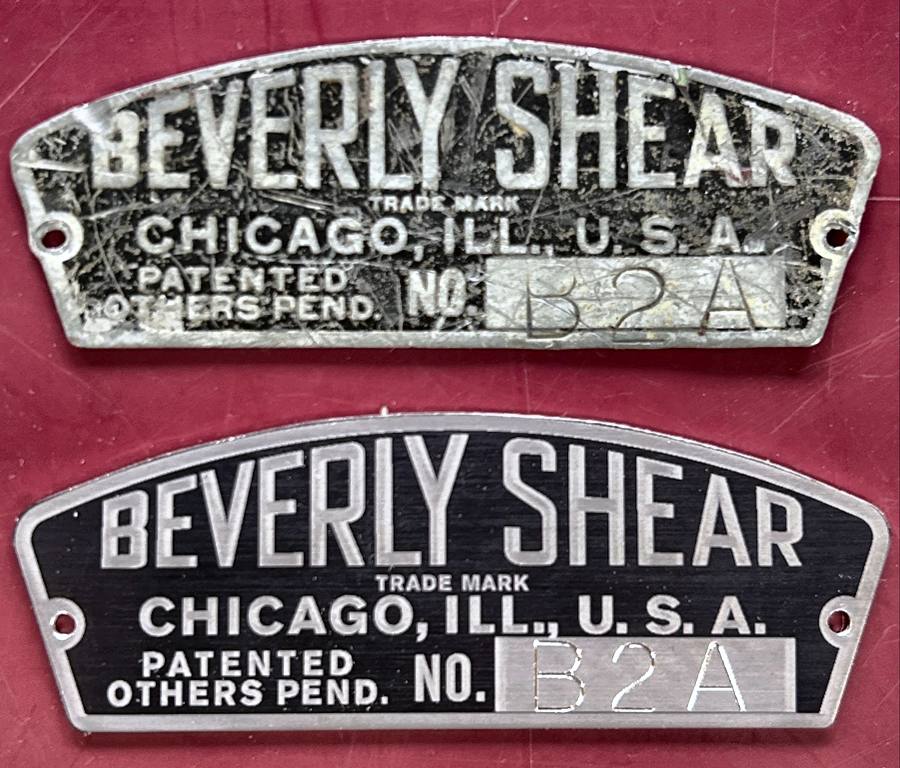 BEVERLY SHEAR
TRADE MARK
CHICAGO, ILL., U. S. A.
PATENTED NO. B2A
OTHERS PEND.
BEVERLY SHEAR
TRADE MARK
CHICAGO, ILL., U. S. A.
PATENTED NO. B2A
OTHERS PEND.